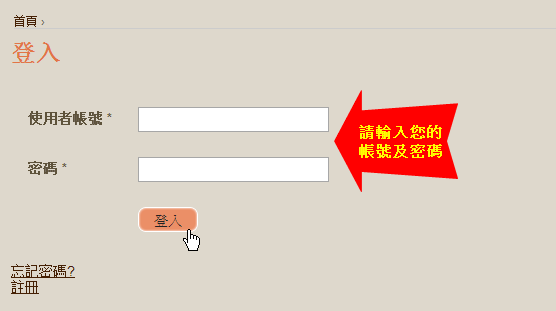 首頁 ›
登入
使用者帳號 *
請輸入您的
帳號及密碼
密碼 *
登入
忘記密碼?
註冊